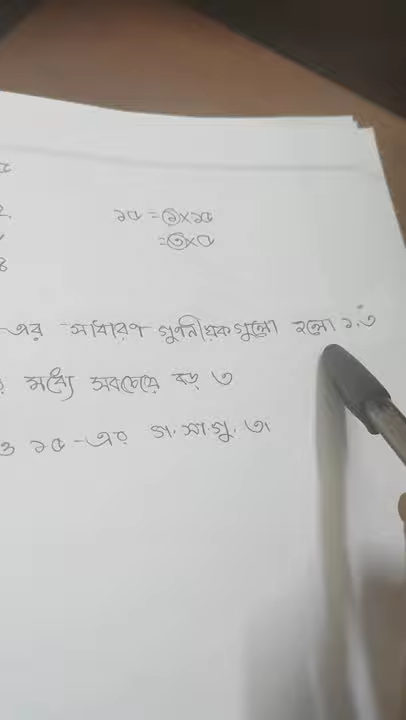 ১৫ = ১×১৫
= ৩×৫
-এর সাধারণ গুণনীয়কগুলো হলো ১,৩
মধ্যে সবচেয়ে বড় ৩
ও ১৫ -এর গ.সা.গু. ৩।